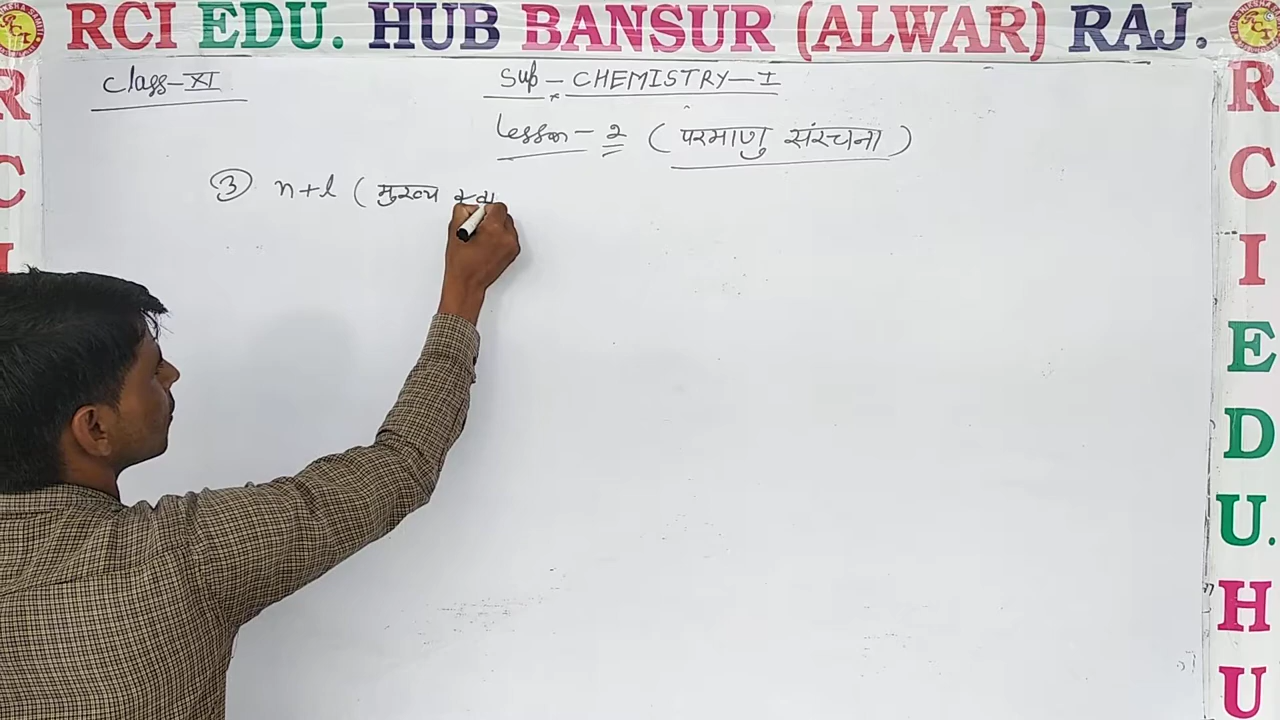 RCI EDU. HUB BANSUR (ALWAR) RAJ.
Class-XI
Sub - CHEMISTRY-I
Lesson - 2 (परमाणु संरचना)
③ n+l (मुख्य
R
C
I
R
C
I
E
D
U.
H
U